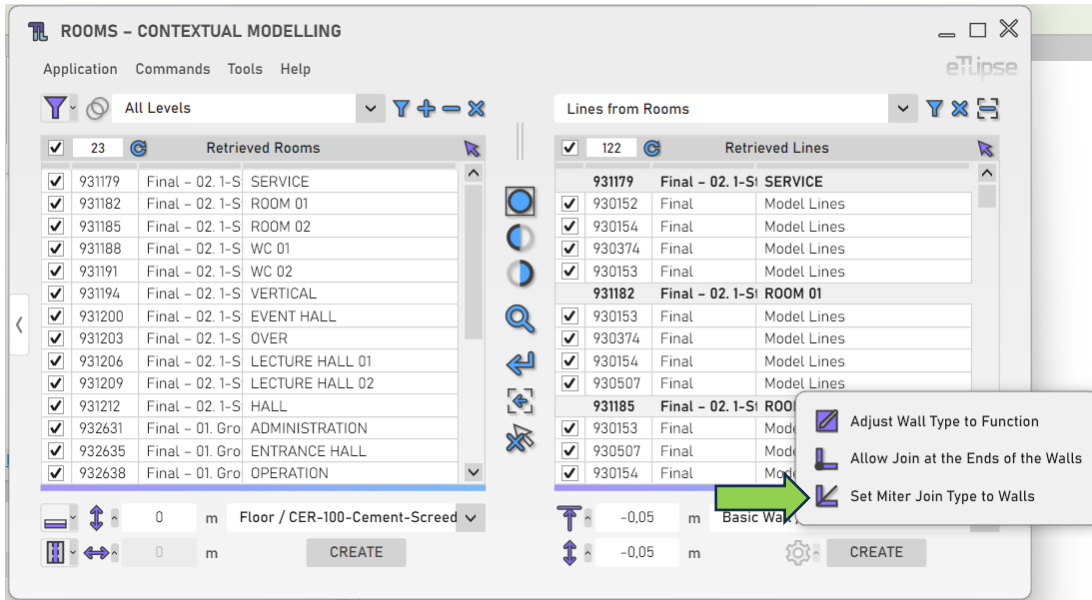 ROOMS – CONTEXTUAL MODELLING
Application Commands Tools Help
eTLipse
All Levels
Lines from Rooms
23 Retrieved Rooms
122 Retrieved Lines
931179 Final – 02. 1-S SERVICE
931182 Final – 02. 1-S ROOM 01
931185 Final – 02. 1-S ROOM 02
931188 Final – 02. 1-S WC 01
931191 Final – 02. 1-S WC 02
931194 Final – 02. 1-S VERTICAL
931200 Final – 02. 1-S EVENT HALL
931203 Final – 02. 1-S OVER
931206 Final – 02. 1-S LECTURE HALL 01
931209 Final – 02. 1-S LECTURE HALL 02
931212 Final – 02. 1-S HALL
932631 Final – 01. Gro ADMINISTRATION
932635 Final – 01. Gro ENTRANCE HALL
932638 Final – 01. Gro OPERATION
931179 Final – 02. 1-St SERVICE
930152 Final Model Lines
930154 Final Model Lines
930374 Final Model Lines
930153 Final Model Lines
931182 Final – 02. 1-St ROOM 01
930153 Final Model Lines
930374 Final Model Lines
930154 Final Model Lines
930507 Final Model Lines
931185 Final – 02. 1-St ROO
930153 Final Mode
930507 Final Mode
930154 Final Mode
Adjust Wall Type to Function
Allow Join at the Ends of the Walls
Set Miter Join Type to Walls
0 m Floor / CER-100-Cement-Screed
0 m CREATE
-0,05 m Basic Wall
-0,05 m CREATE